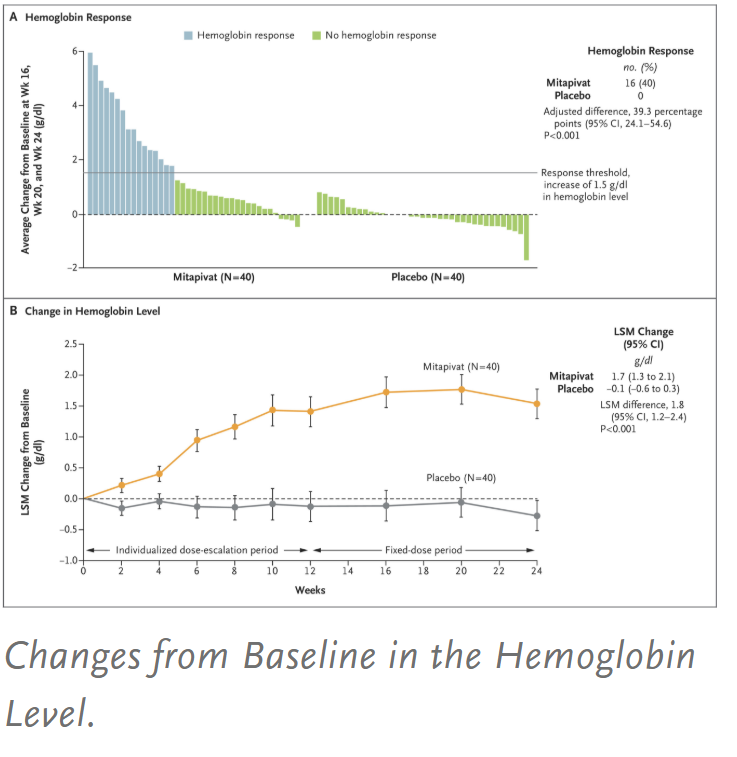 A Hemoglobin Response
Hemoglobin response
No hemoglobin response
Average Change from Baseline at Wk 16,
Wk 20, and Wk 24 (g/dl)
6
4
2
0
−2
Mitapivat (N=40)
Placebo (N=40)
Hemoglobin Response
no. (%)
Mitapivat 16 (40)
Placebo 0
Adjusted difference, 39.3 percentage
points (95% CI, 24.1–54.6)
P<0.001
Response threshold,
increase of 1.5 g/dl
in hemoglobin level
B Change in Hemoglobin Level
LSM Change from Baseline
(g/dl)
2.5
2.0
1.5
1.0
0.5
0.0
−0.5
−1.0
Mitapivat (N=40)
Placebo (N=40)
Individualized dose-escalation period
Fixed-dose period
0 2 4 6 8 10 12 14 16 18 20 22 24
Weeks
LSM Change
(95% CI)
g/dl
Mitapivat 1.7 (1.3 to 2.1)
Placebo −0.1 (−0.6 to 0.3)
LSM difference, 1.8
(95% CI, 1.2–2.4)
P<0.001
Changes from Baseline in the Hemoglobin
Level.